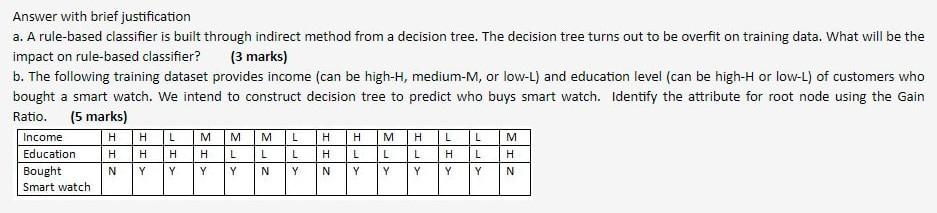 Answer with brief justification
a. A rule-based classifier is built through indirect method from a decision tree. The decision tree turns out to be overfit on training data. What will be the
impact on rule-based classifier? (3 marks)
b. The following training dataset provides income (can be high-H, medium-M, or low-L) and education level (can be high-H or low-L) of customers who
bought a smart watch. We intend to construct decision tree to predict who buys smart watch. Identify the attribute for root node using the Gain
Ratio. (5 marks)
Income H H L M M M L H H M H L L M
Education H H H H L L L H L L L H L H
Bought N Y Y Y Y N Y N Y Y Y Y Y N
Smart watch